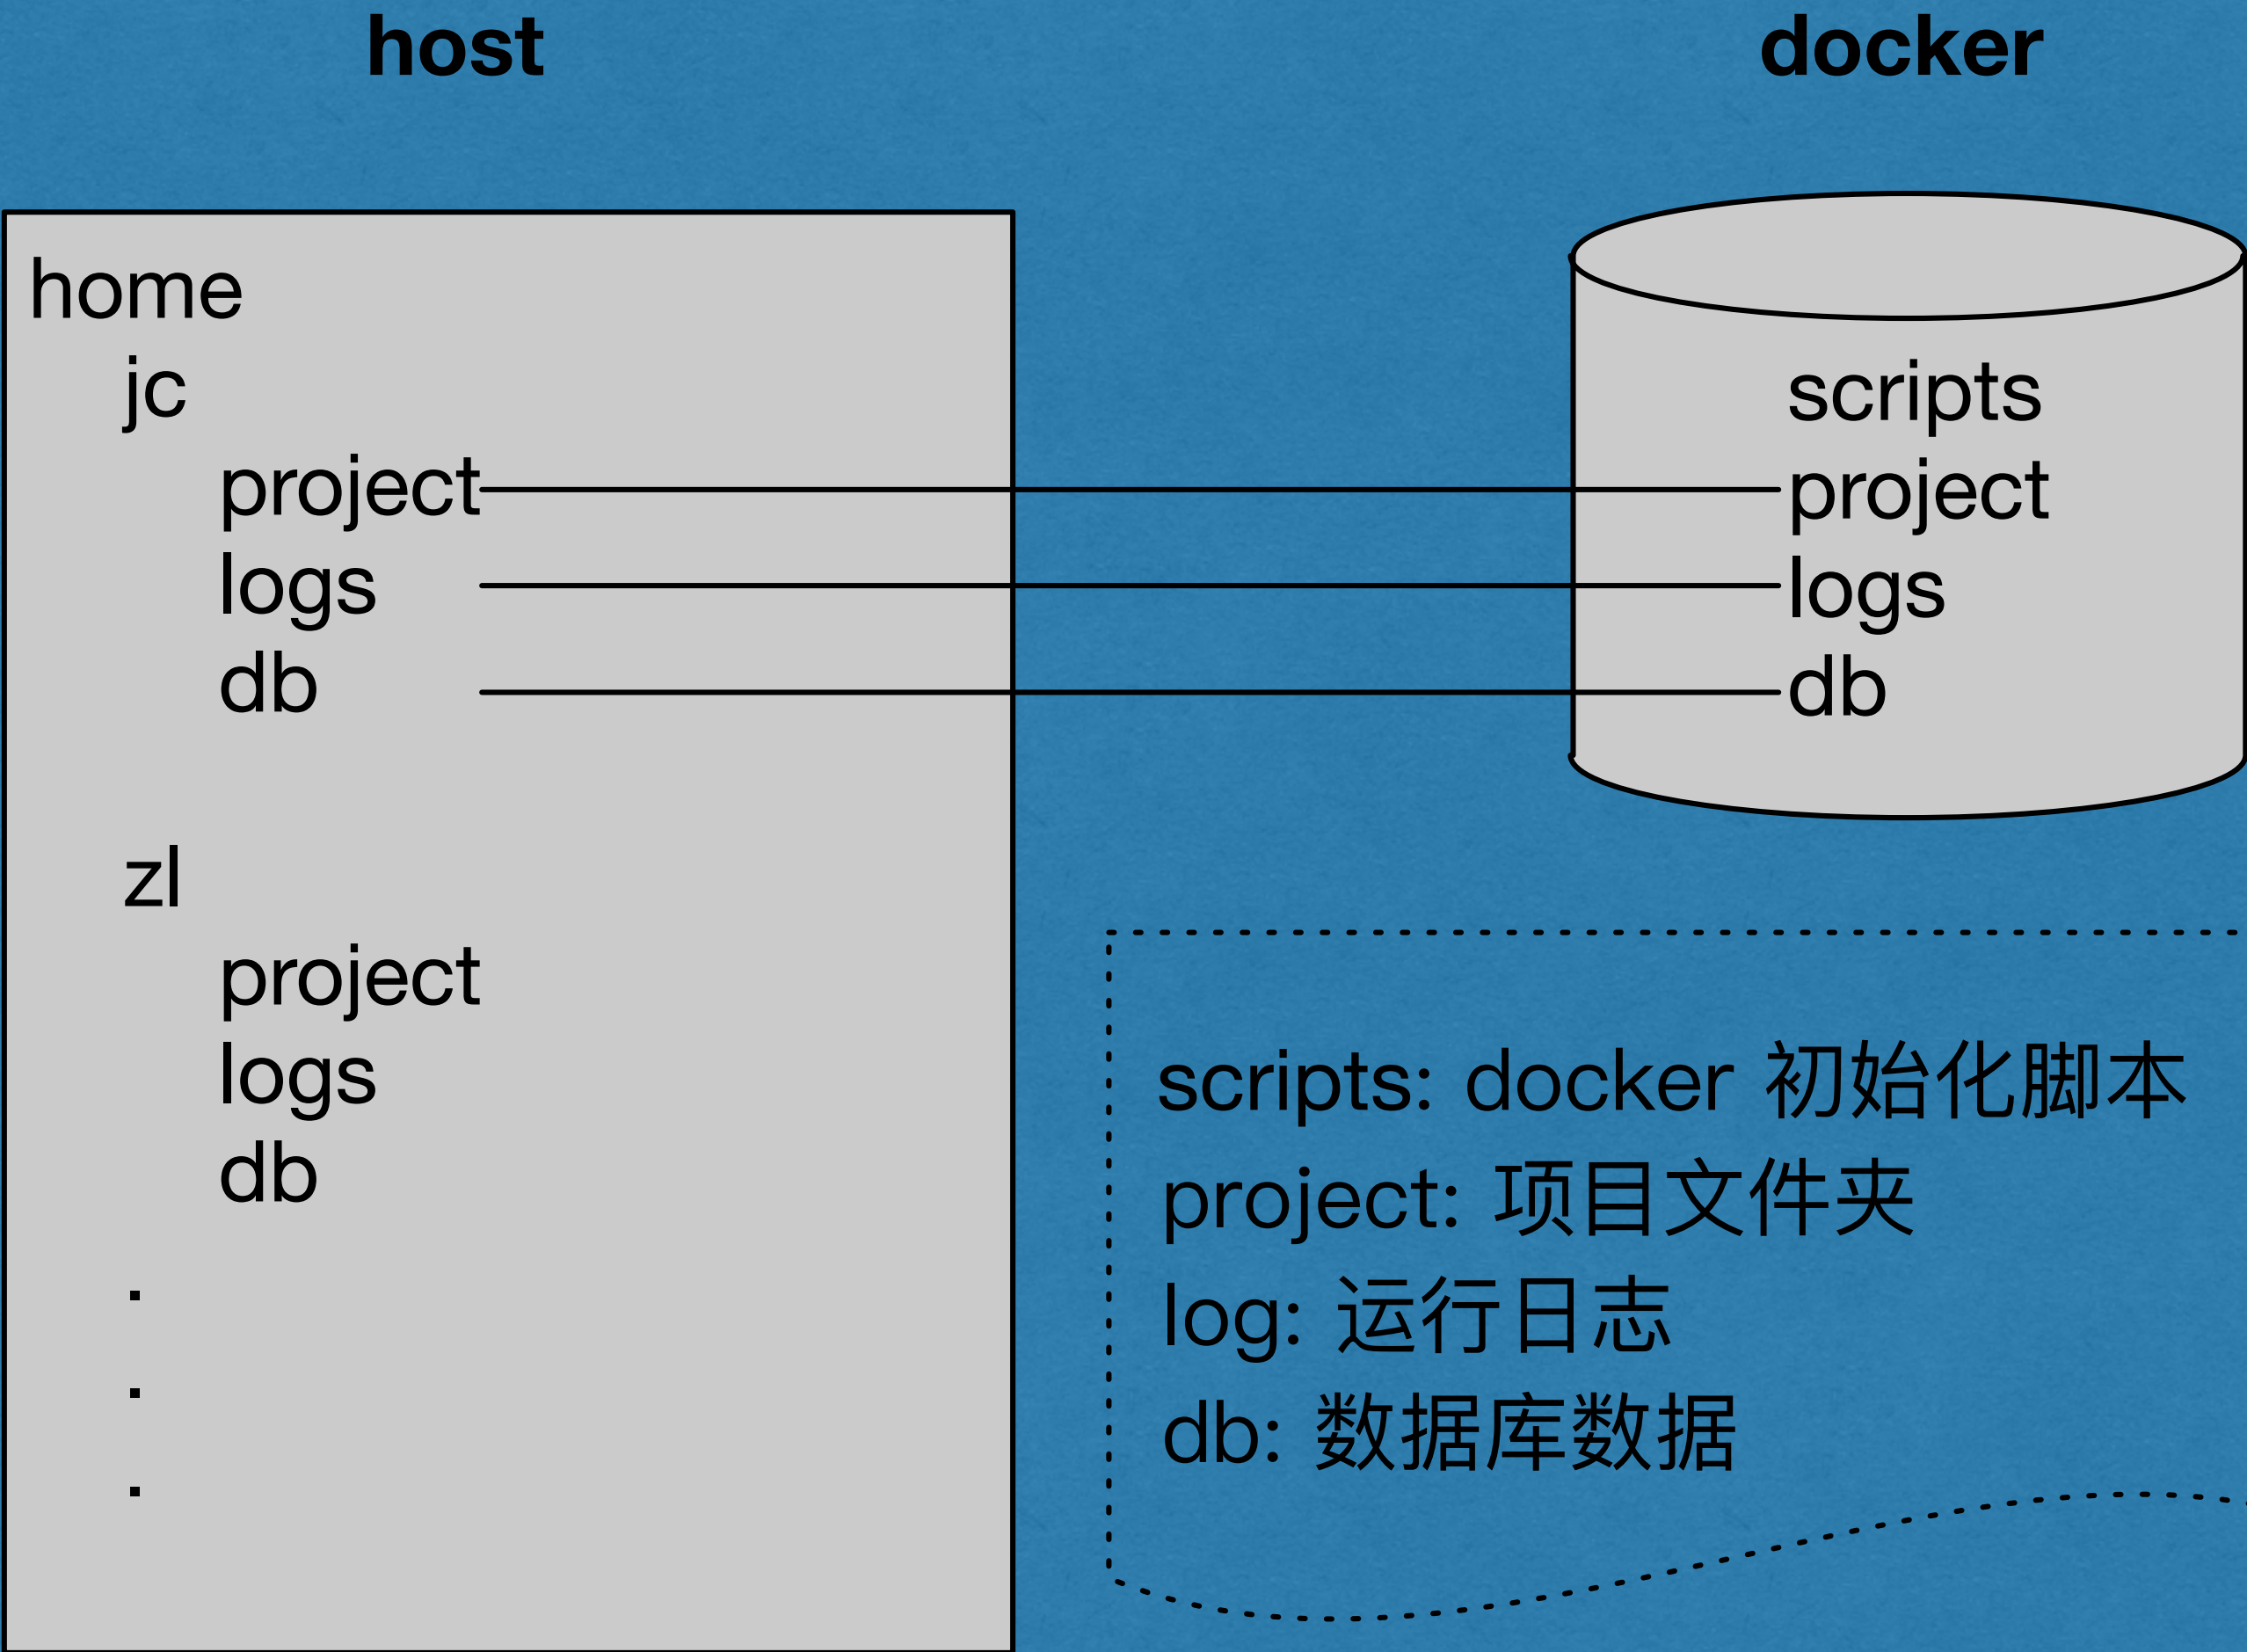 host
home
jc
project
logs
db
zl
project
logs
db
.
.
.
docker
scripts
project
logs
db
scripts: docker 初始化脚本
project: 项目文件夹
log: 运行日志
db: 数据库数据